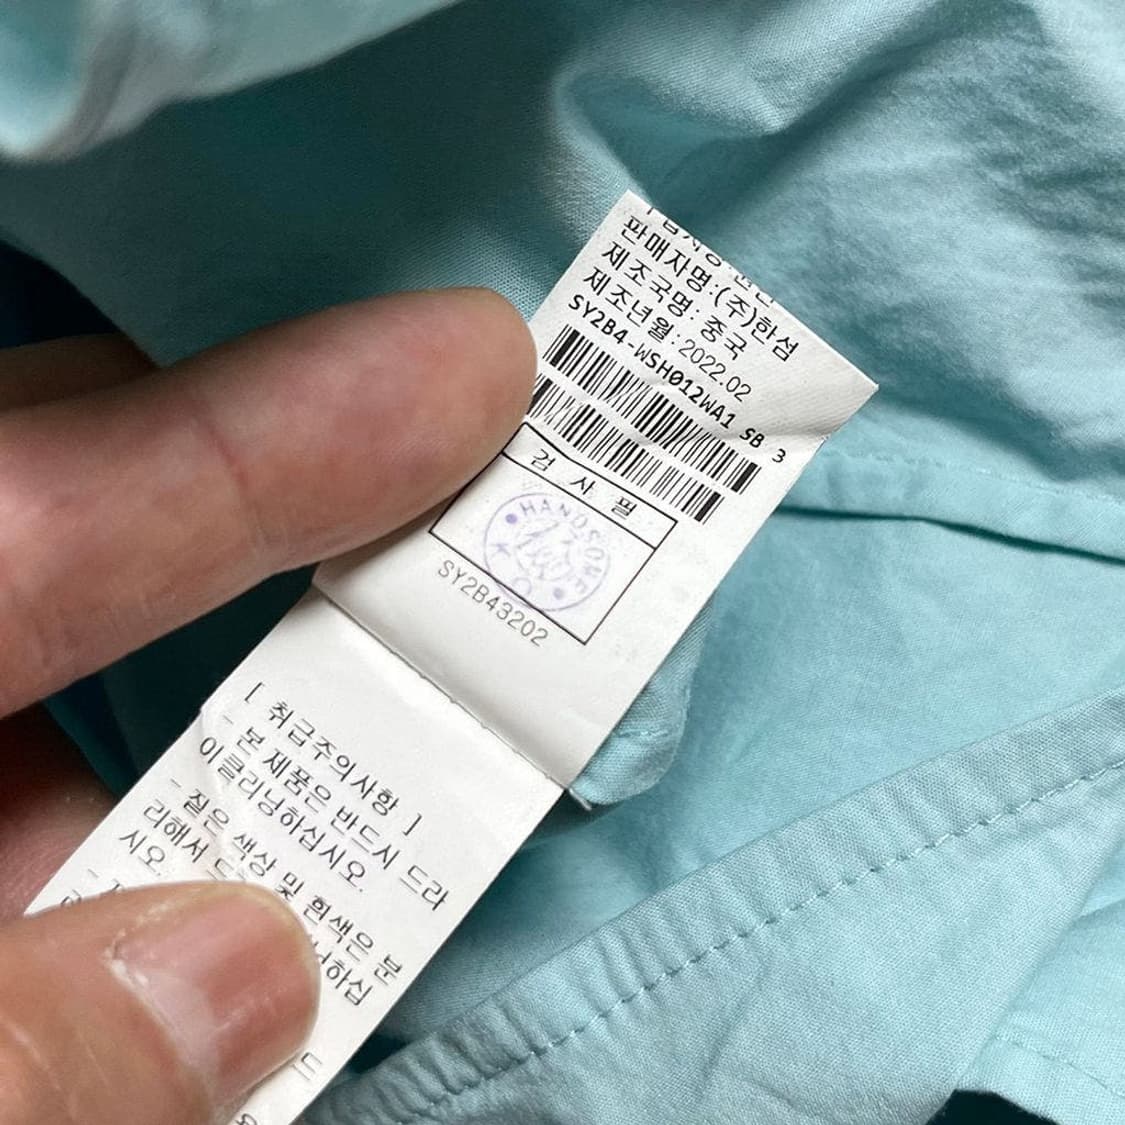 판매자명:(주)한섬
제조국명: 중국
제조년월: 2022.02
SY2B4-WSH012WA1 SB 3
검 사 필
HANDSOME
SY2B43202
[ 취급주의사항 ]
- 본 제품은 반드시 드라
이클리닝하십시오.
- 짙은 색상 및 흰색은 분
리해서
하십
시오.
드